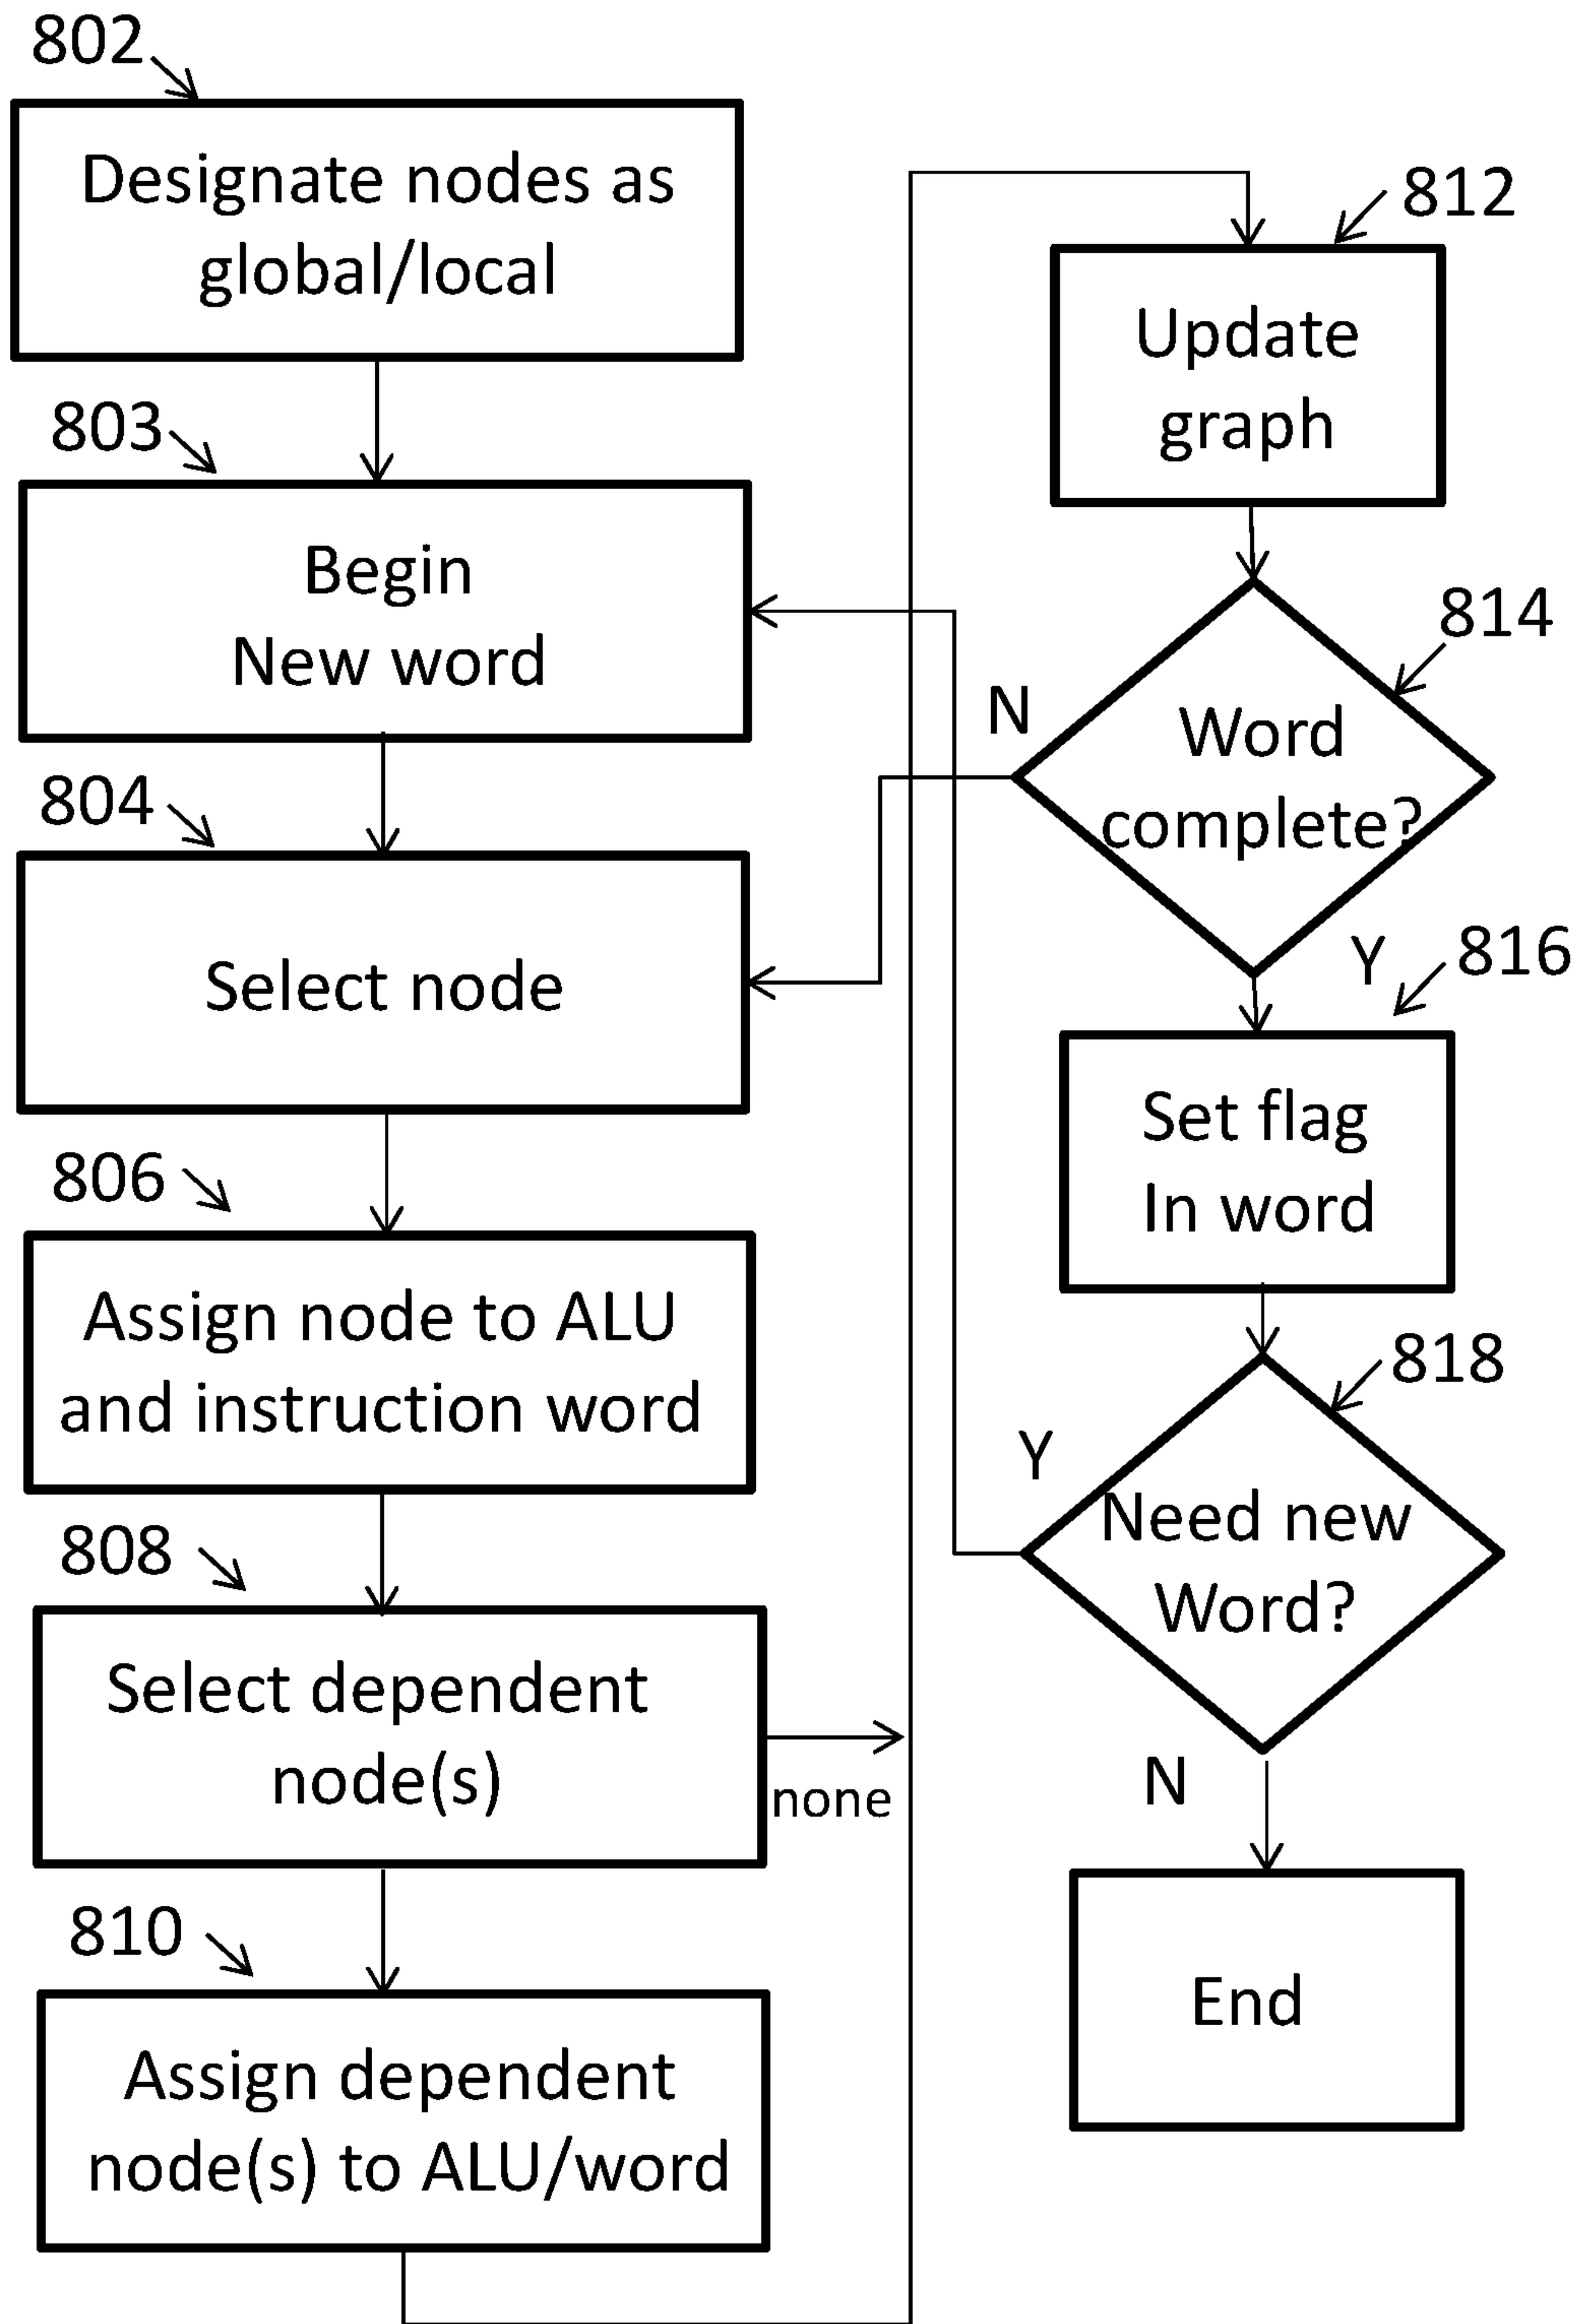 802
Designate nodes as
global/local
803
Begin
New word
804
Select node
806
Assign node to ALU
and instruction word
808
Select dependent
node(s)
none
810
Assign dependent
node(s) to ALU/word
812
Update
graph
814
N
Word
complete?
Y
816
Set flag
In word
818
Y
Need new
Word?
N
End